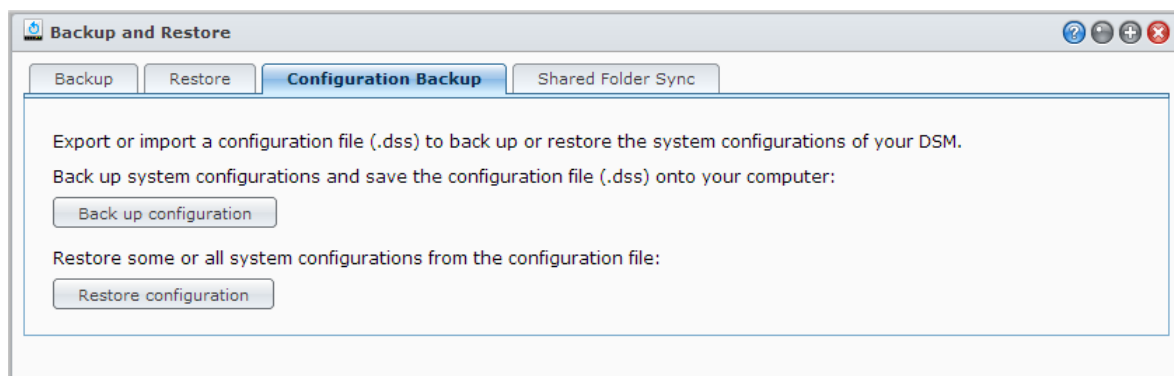 Backup and Restore
Backup Restore Configuration Backup Shared Folder Sync
Export or import a configuration file (.dss) to back up or restore the system configurations of your DSM.
Back up system configurations and save the configuration file (.dss) onto your computer:
Back up configuration
Restore some or all system configurations from the configuration file:
Restore configuration